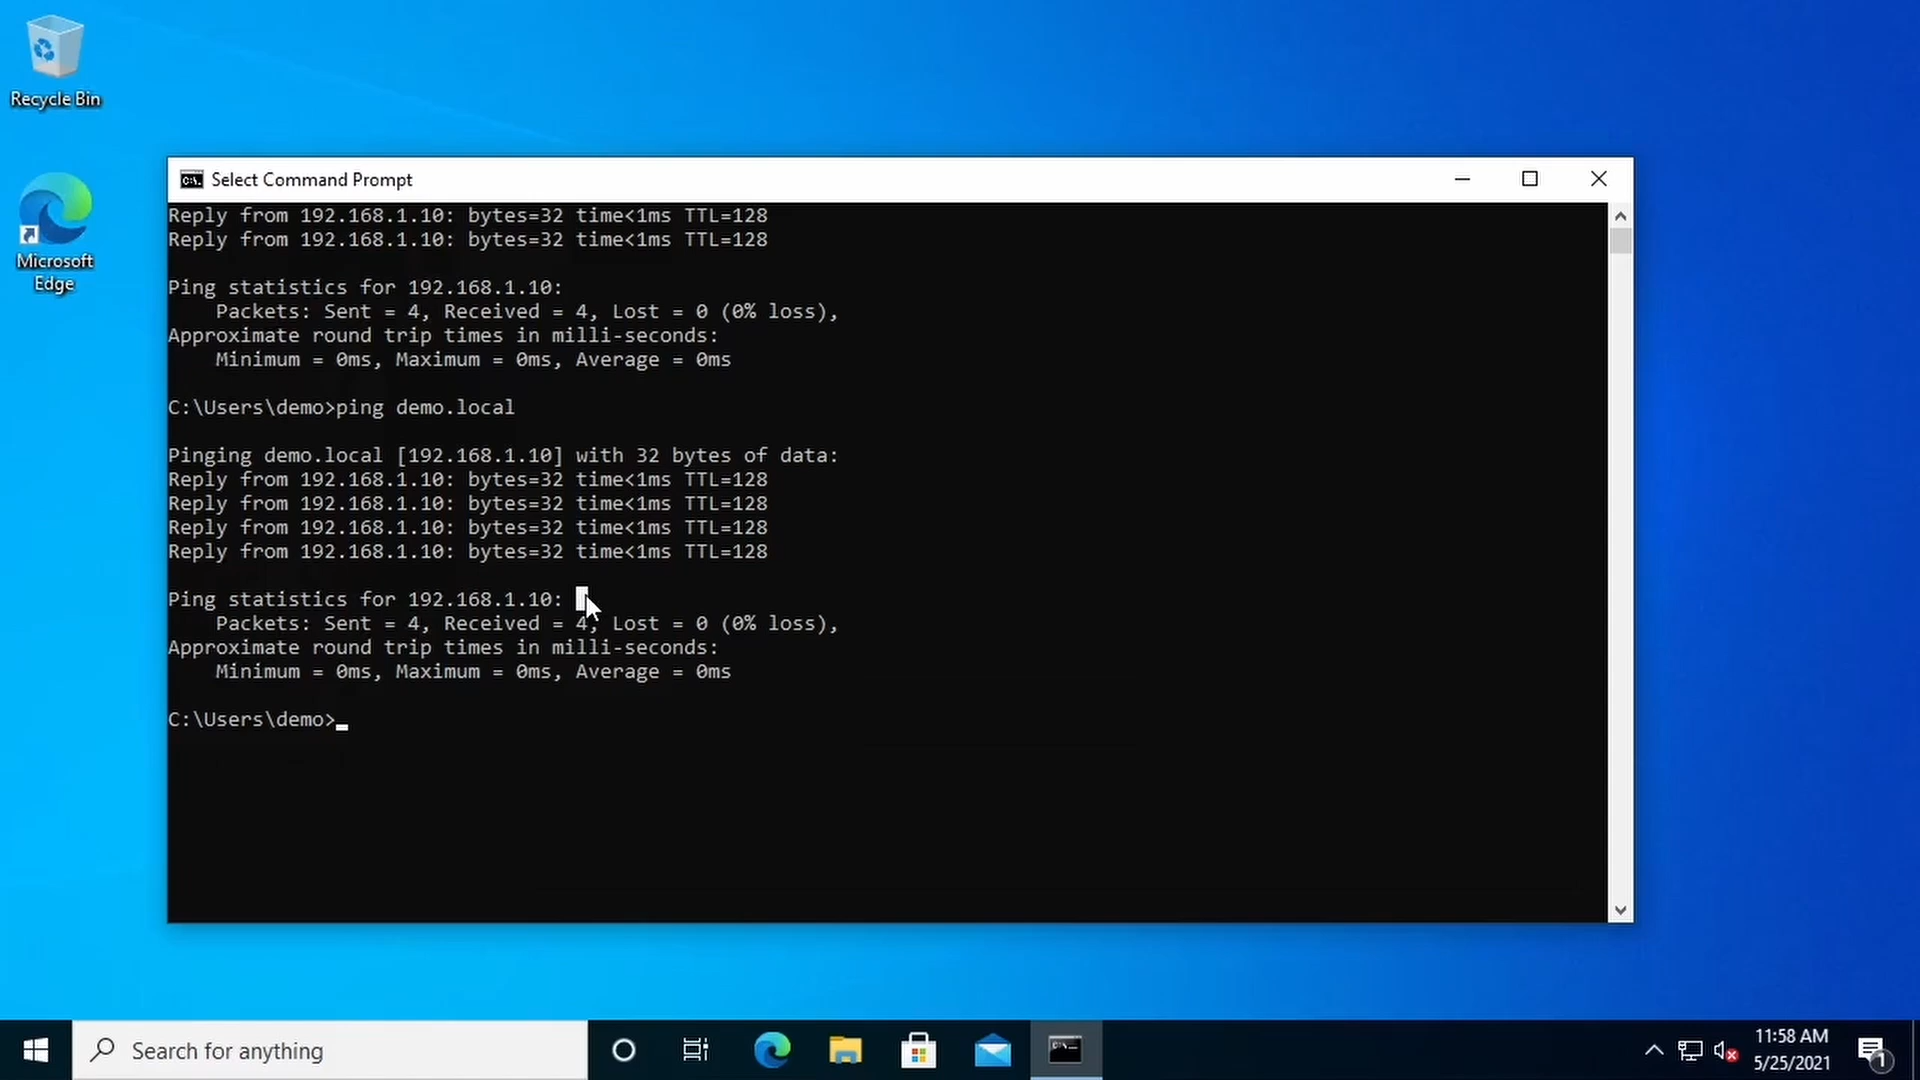 Recycle Bin
Microsoft
Edge
Select Command Prompt
Reply from 192.168.1.10: bytes=32 time<1ms TTL=128
Reply from 192.168.1.10: bytes=32 time<1ms TTL=128
Ping statistics for 192.168.1.10:
Packets: Sent = 4, Received = 4, Lost = 0 (0% loss),
Approximate round trip times in milli-seconds:
Minimum = 0ms, Maximum = 0ms, Average = 0ms
C:\Users\demo>ping demo.local
Pinging demo.local [192.168.1.10] with 32 bytes of data:
Reply from 192.168.1.10: bytes=32 time<1ms TTL=128
Reply from 192.168.1.10: bytes=32 time<1ms TTL=128
Reply from 192.168.1.10: bytes=32 time<1ms TTL=128
Reply from 192.168.1.10: bytes=32 time<1ms TTL=128
Ping statistics for 192.168.1.10:
Packets: Sent = 4, Received = 4, Lost = 0 (0% loss),
Approximate round trip times in milli-seconds:
Minimum = 0ms, Maximum = 0ms, Average = 0ms
C:\Users\demo>
Search for anything
11:58 AM
5/25/2021
1